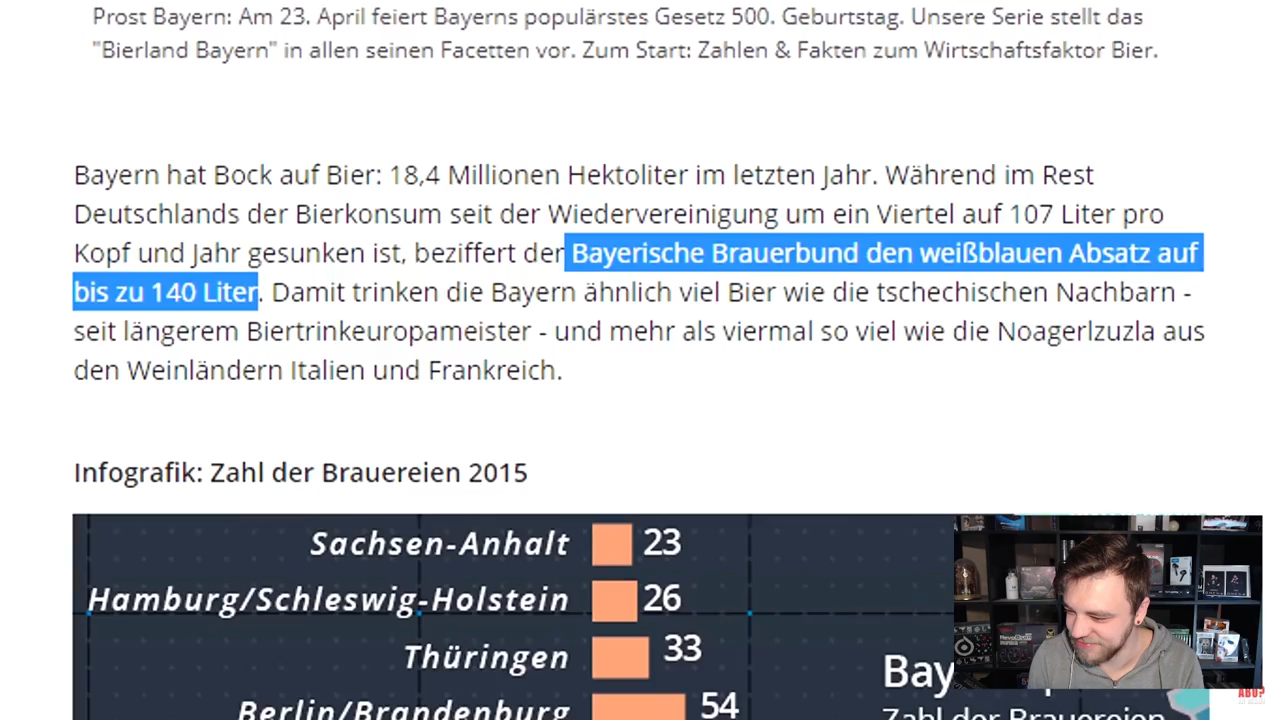 Prost Bayern: Am 23. April feiert Bayerns populärstes Gesetz 500. Geburtstag. Unsere Serie stellt das
"Bierland Bayern" in allen seinen Facetten vor. Zum Start: Zahlen & Fakten zum Wirtschaftsfaktor Bier.
Bayern hat Bock auf Bier: 18,4 Millionen Hektoliter im letzten Jahr. Während im Rest
Deutschlands der Bierkonsum seit der Wiedervereinigung um ein Viertel auf 107 Liter pro
Kopf und Jahr gesunken ist, beziffert der Bayerische Brauerbund den weißblauen Absatz auf
bis zu 140 Liter. Damit trinken die Bayern ähnlich viel Bier wie die tschechischen Nachbarn -
seit längerem Biertrinkeuropameister - und mehr als viermal so viel wie die Noagerlzuzla aus
den Weinländern Italien und Frankreich.
Infografik: Zahl der Brauereien 2015
Sachsen-Anhalt 23
Hamburg/Schleswig-Holstein 26
Thüringen 33
Berlin/Brandenburg 54
Bay
Zahl der Brauereien
ABO?